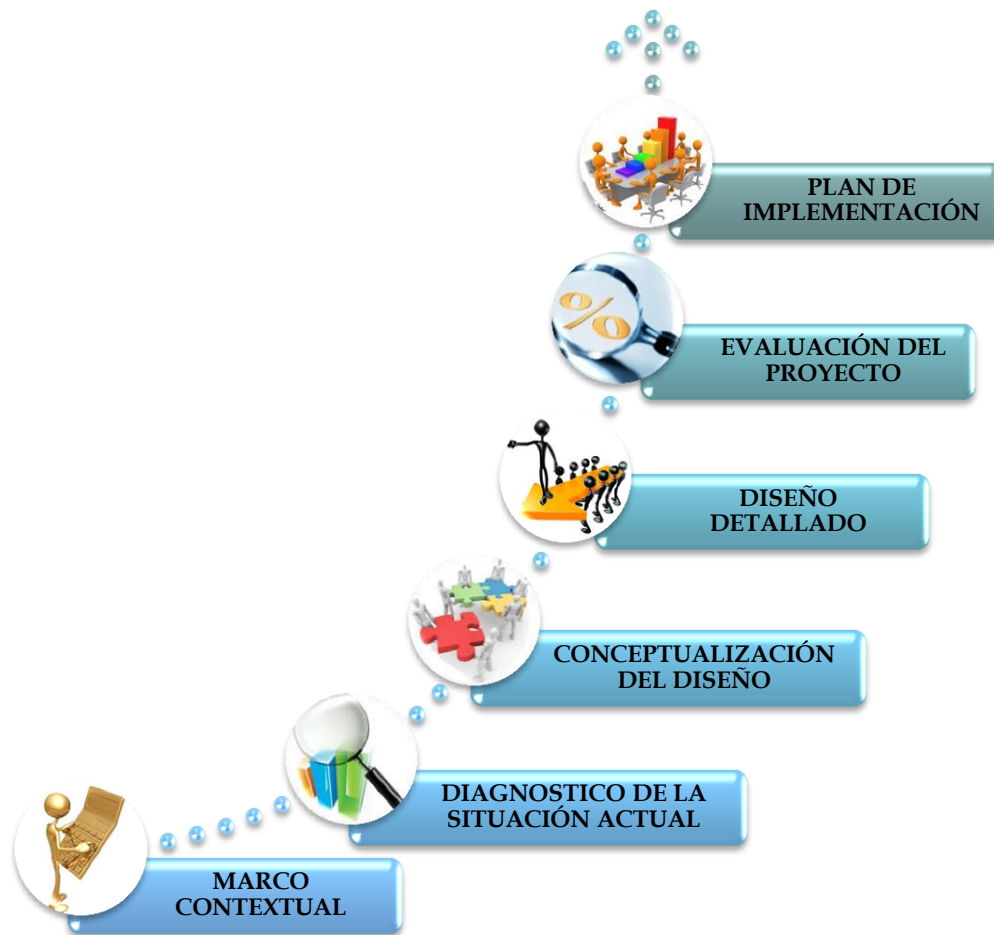 PLAN DE
IMPLEMENTACIÓN
EVALUACIÓN DEL
PROYECTO
DISEÑO
DETALLADO
CONCEPTUALIZACIÓN
DEL DISEÑO
DIAGNOSTICO DE LA
SITUACIÓN ACTUAL
MARCO
CONTEXTUAL